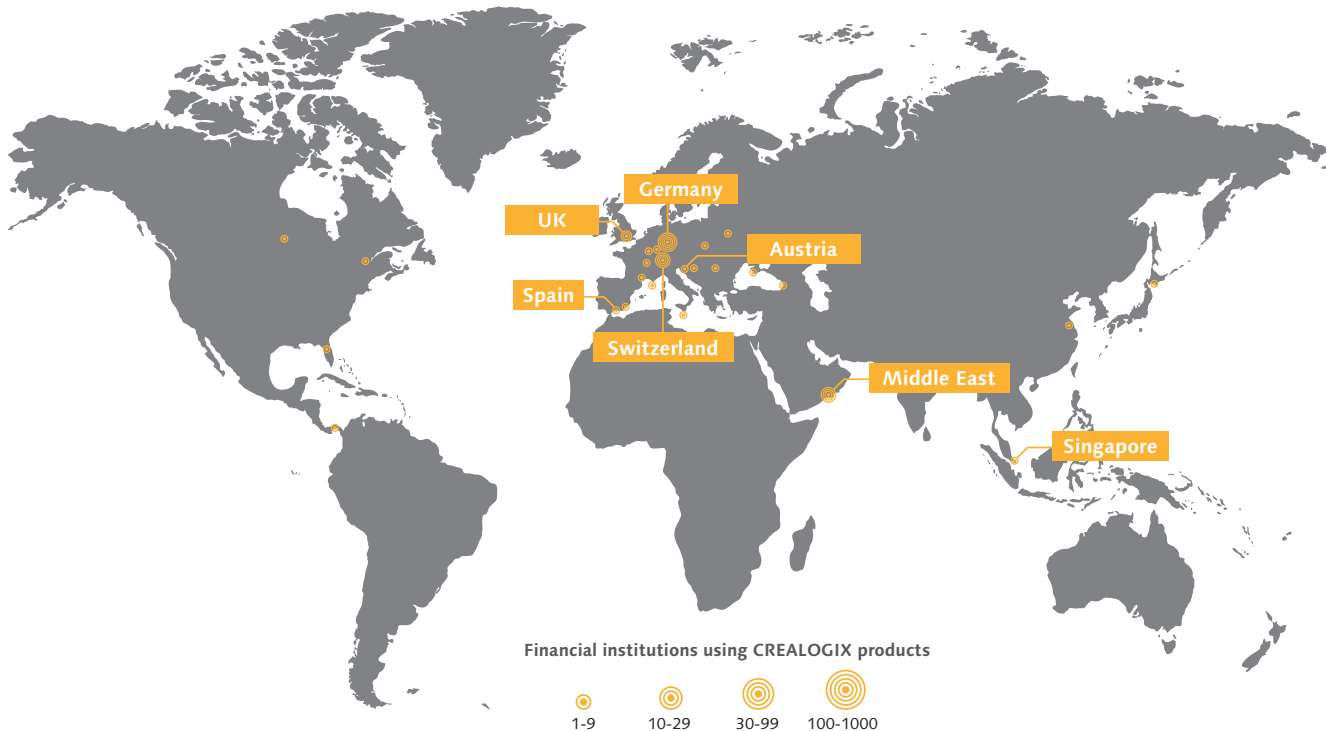 Germany
UK
Austria
Spain
Switzerland
Middle East
Singapore
Financial institutions using CREALOGIX products
1-9
10-29
30-99
100-1000